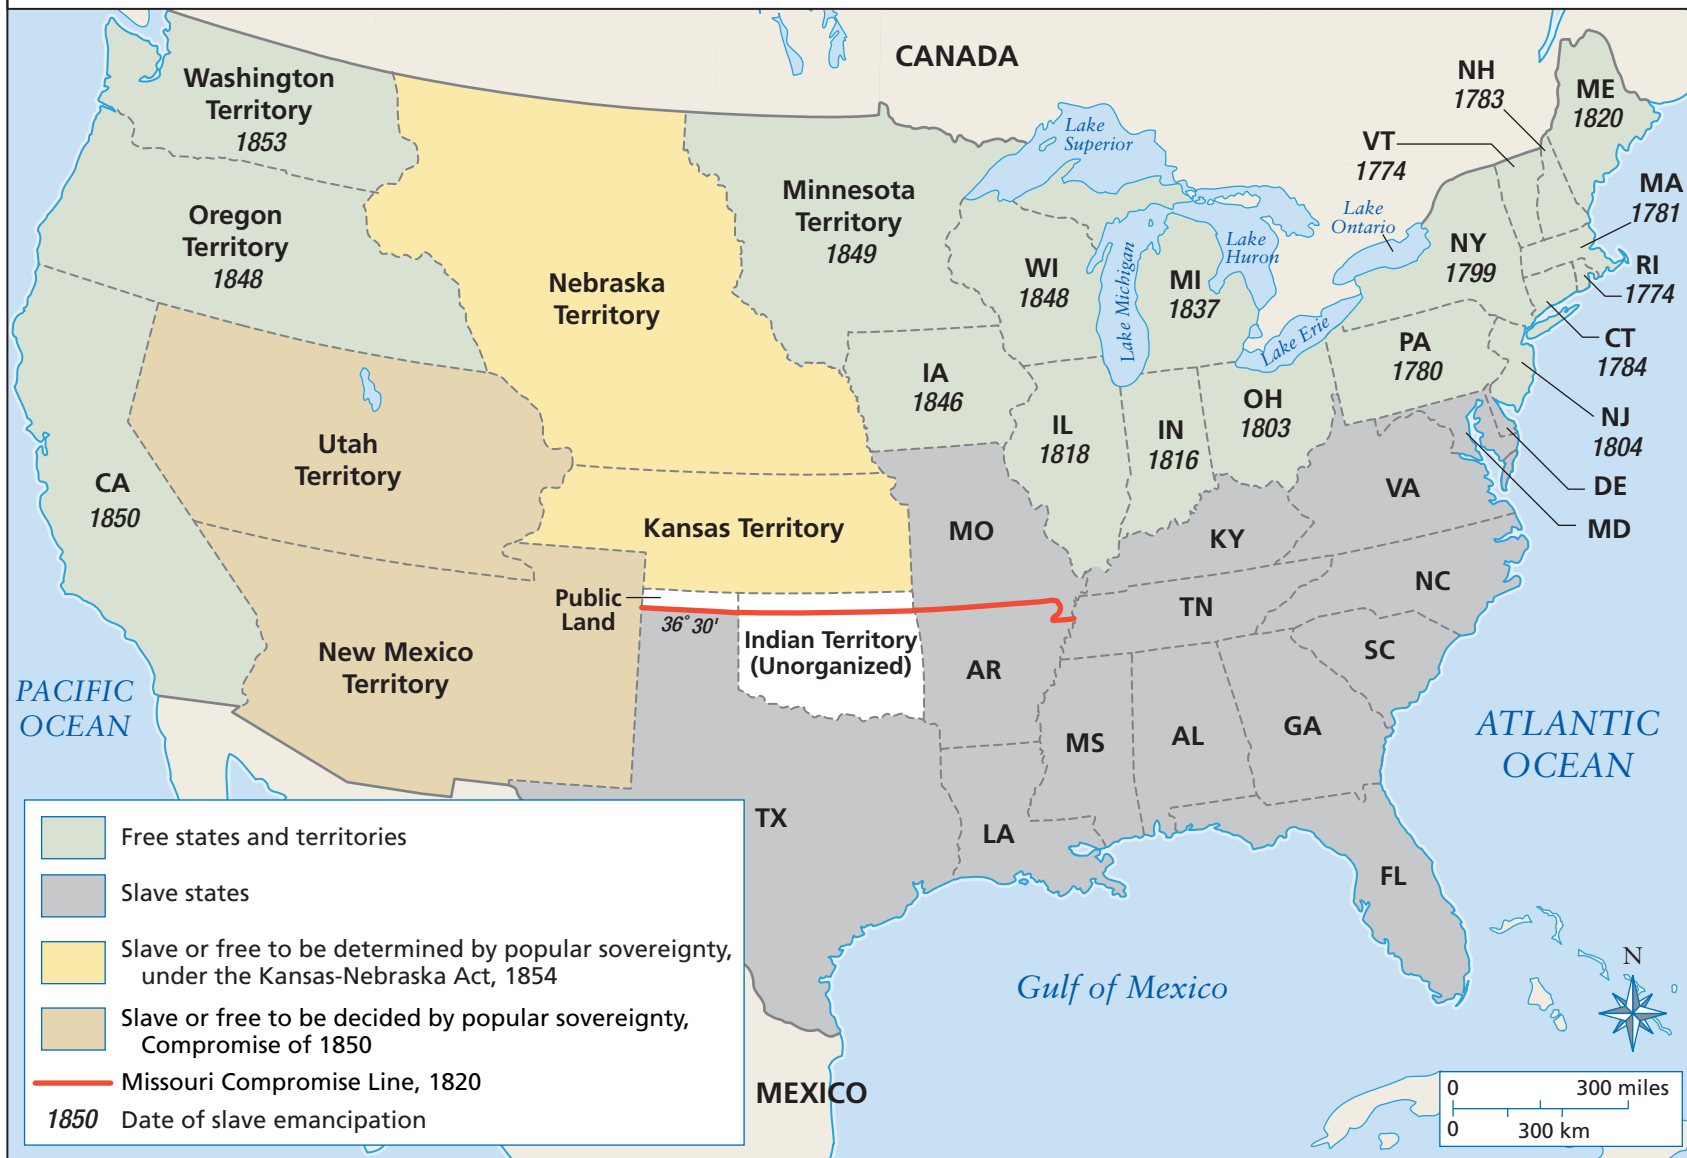 CANADA
Washington
Territory
1853
Oregon
Territory
1848
Nebraska
Territory
Minnesota
Territory
1849
Lake
Superior
Lake Michigan
Lake
Huron
Lake
Ontario
Lake Erie
NH
1783
ME
1820
VT
1774
MA
1781
NY
1799
RI
1774
CT
1784
NJ
1804
PA
1780
WI
1848
MI
1837
IA
1846
IL
1818
IN
1816
OH
1803
DE
MD
VA
Utah
Territory
CA
1850
Kansas Territory
MO
KY
NC
TN
Public
Land
36° 30'
Indian Territory
(Unorganized)
New Mexico
Territory
AR
SC
PACIFIC
OCEAN
MS
AL
GA
ATLANTIC
OCEAN
TX
LA
FL
Gulf of Mexico
MEXICO
Free states and territories
Slave states
Slave or free to be determined by popular sovereignty,
under the Kansas-Nebraska Act, 1854
Slave or free to be decided by popular sovereignty,
Compromise of 1850
Missouri Compromise Line, 1820
1850 Date of slave emancipation
N
0 300 miles
0 300 km